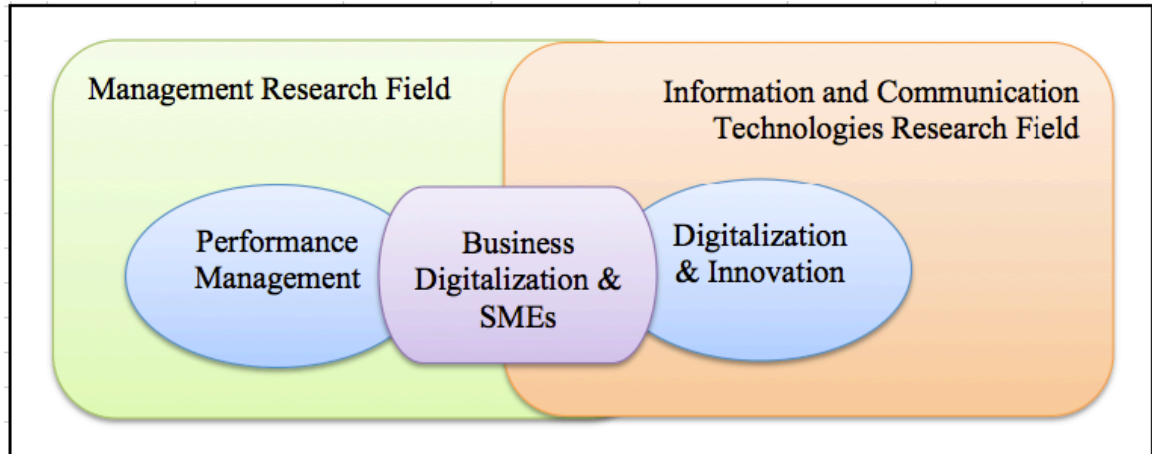 Management Research Field
Information and Communication
Technologies Research Field
Performance
Management
Business
Digitalization &
SMEs
Digitalization
& Innovation